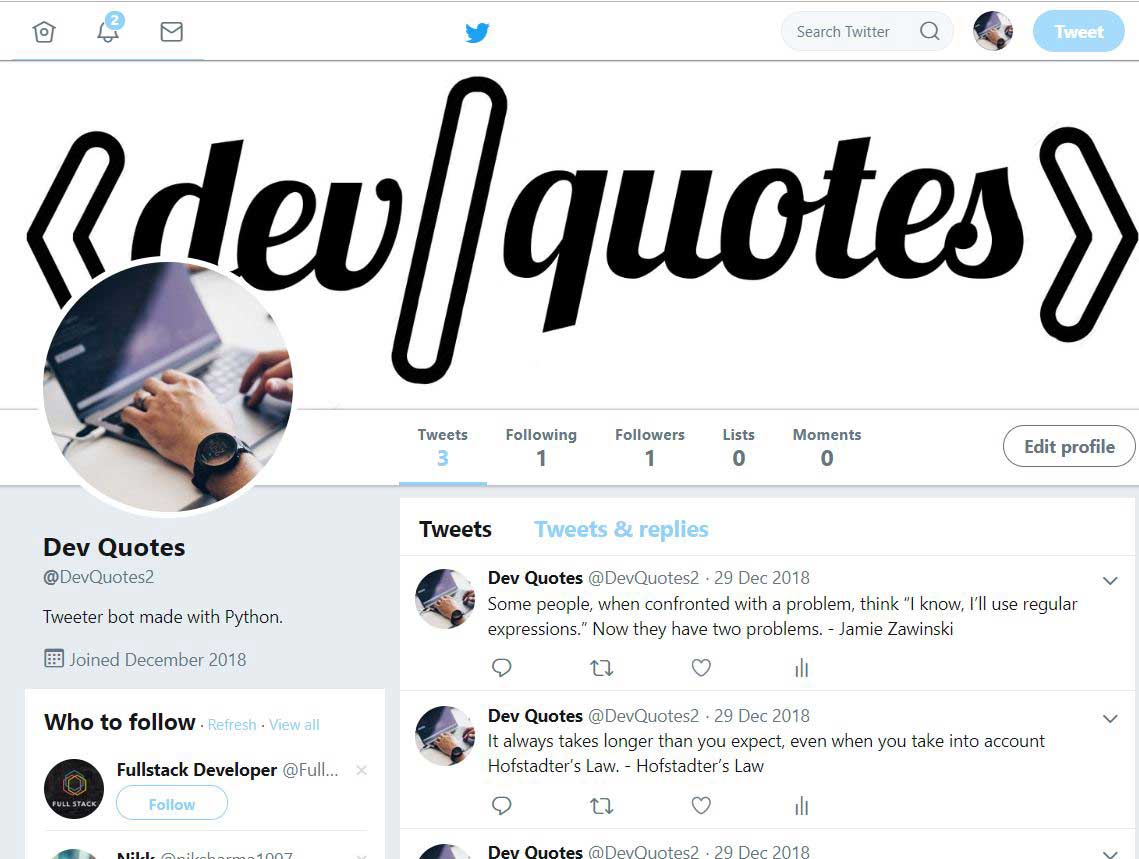 2
Search Twitter
Tweet
dev/quotes
Tweets
Following
Followers
Lists
Moments
3
1
1
0
0
Edit profile
Dev Quotes
@DevQuotes2
Tweeter bot made with Python.
Joined December 2018
Who to follow · Refresh · View all
Fullstack Developer @Full...
FULL STACK
Follow
Nikk @niksharma1997
Tweets
Tweets & replies
Dev Quotes @DevQuotes2 · 29 Dec 2018
Some people, when confronted with a problem, think “I know, I’ll use regular
expressions.” Now they have two problems. - Jamie Zawinski
Dev Quotes @DevQuotes2 · 29 Dec 2018
It always takes longer than you expect, even when you take into account
Hofstadter’s Law. - Hofstadter’s Law
Dev Quotes @DevQuotes2 · 29 Dec 2018